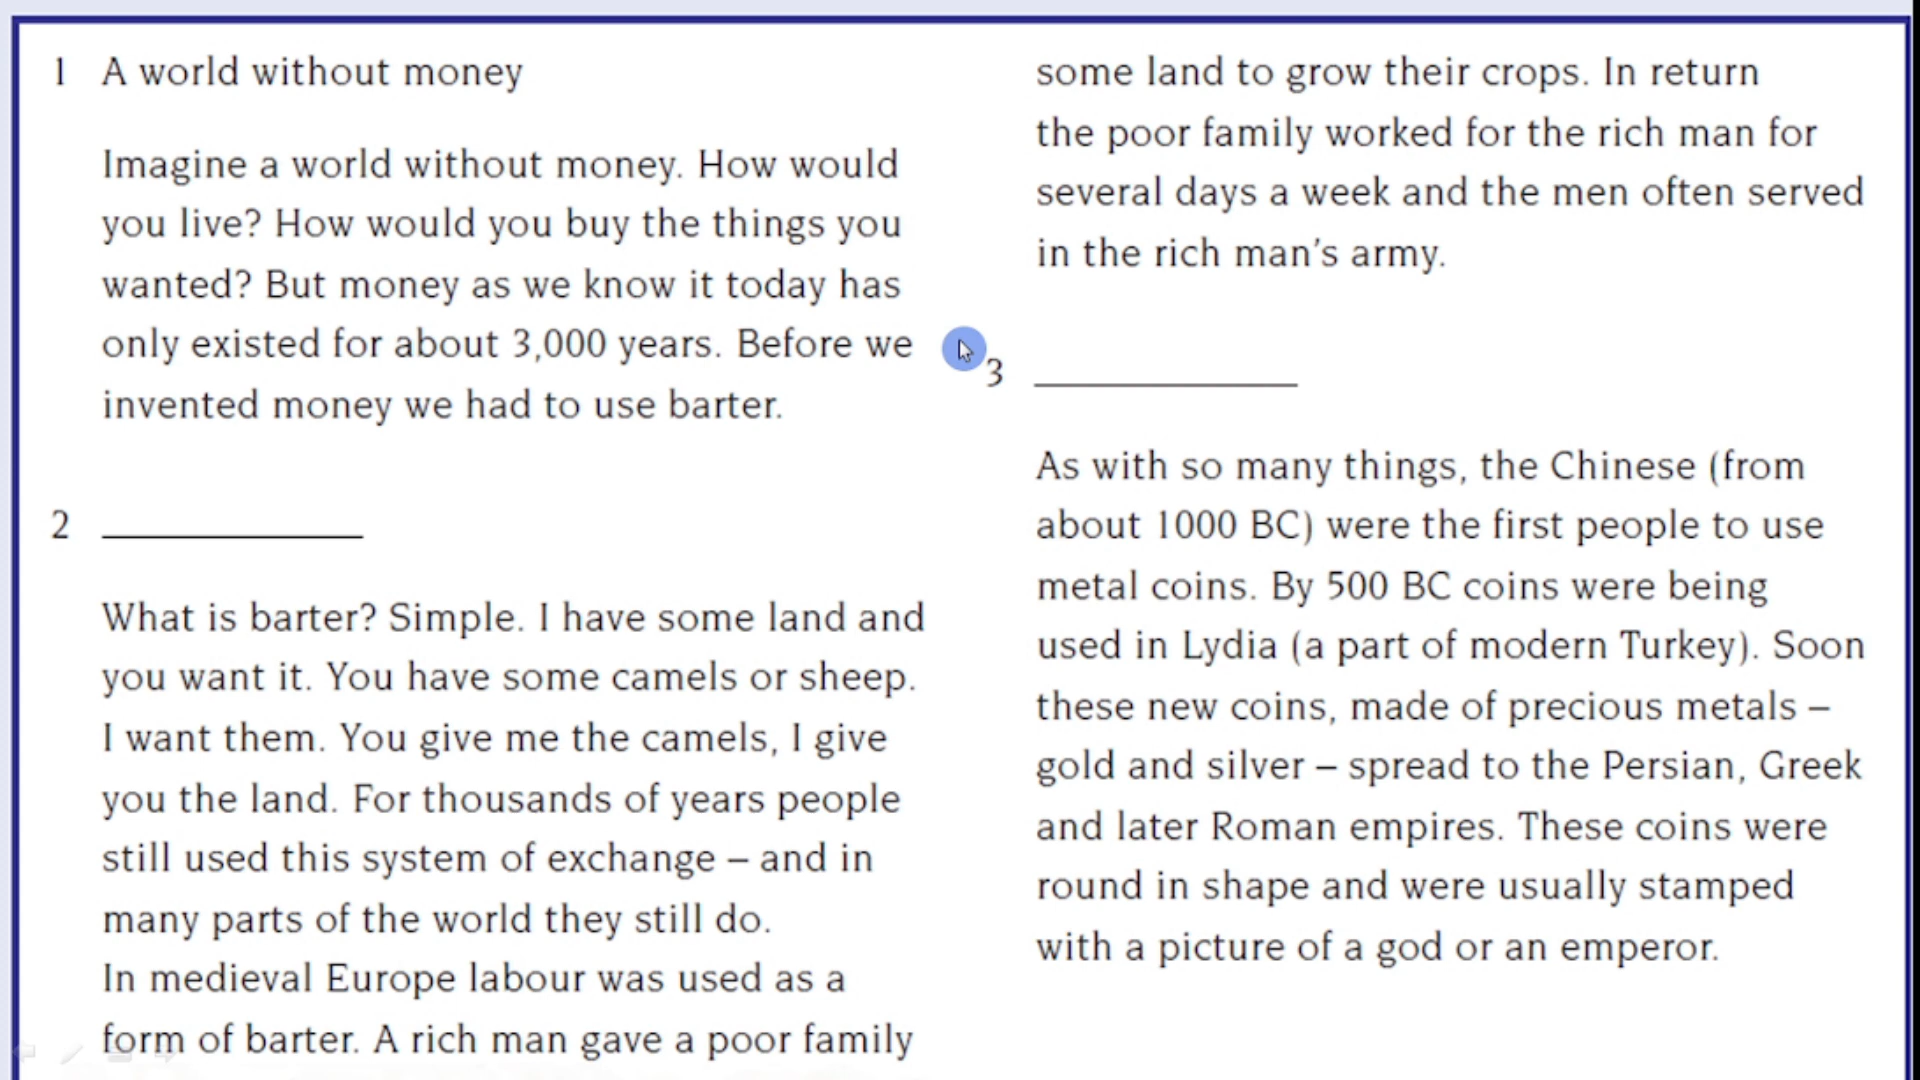 1 A world without money
Imagine a world without money. How would
you live? How would you buy the things you
wanted? But money as we know it today has
only existed for about 3,000 years. Before we
invented money we had to use barter.
2
What is barter? Simple. I have some land and
you want it. You have some camels or sheep.
I want them. You give me the camels, I give
you the land. For thousands of years people
still used this system of exchange – and in
many parts of the world they still do.
In medieval Europe labour was used as a
form of barter. A rich man gave a poor family
some land to grow their crops. In return
the poor family worked for the rich man for
several days a week and the men often served
in the rich man’s army.
3
As with so many things, the Chinese (from
about 1000 BC) were the first people to use
metal coins. By 500 BC coins were being
used in Lydia (a part of modern Turkey). Soon
these new coins, made of precious metals –
gold and silver – spread to the Persian, Greek
and later Roman empires. These coins were
round in shape and were usually stamped
with a picture of a god or an emperor.